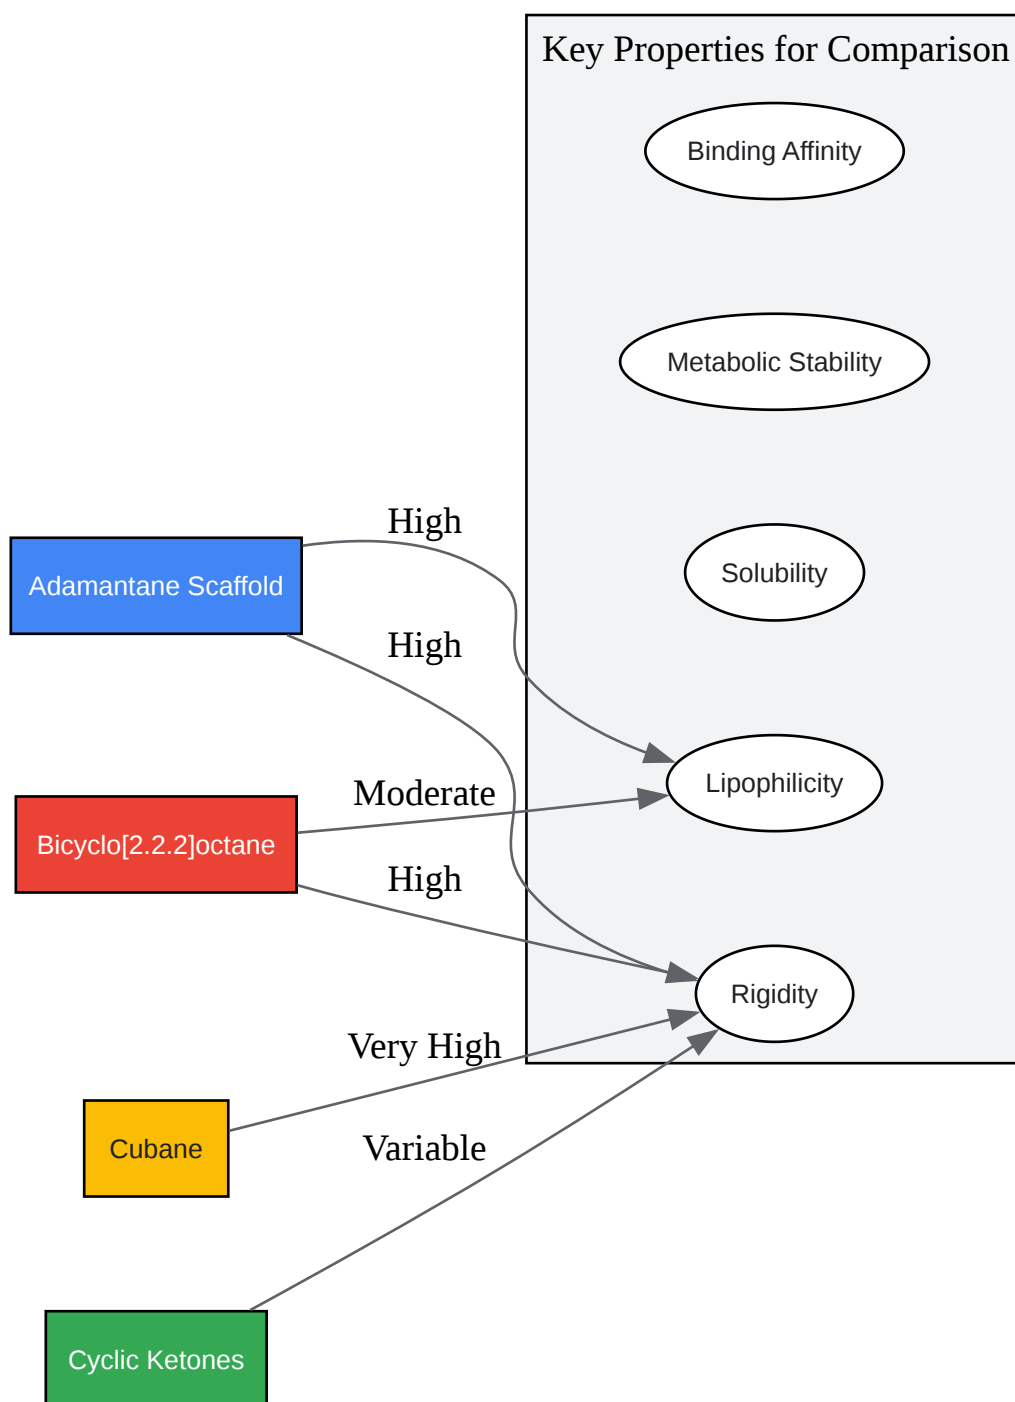 Key Properties for Comparison
Binding Affinity
Metabolic Stability
High
Solubility
Adamantane Scaffold
High
Lipophilicity
Moderate
Bicyclo[2.2.2]octane
High
Rigidity
Very High
Cubane
Variable
Cyclic Ketones